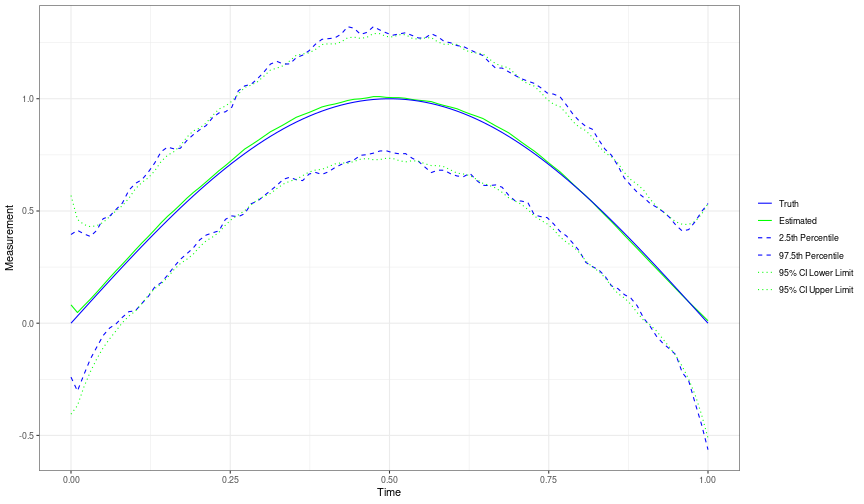 1.0
0.5
0.0
-0.5
Measurement
0.00
0.25
0.50
0.75
1.00
Time
Truth
Estimated
2.5th Percentile
97.5th Percentile
95% CI Lower Limit
95% CI Upper Limit